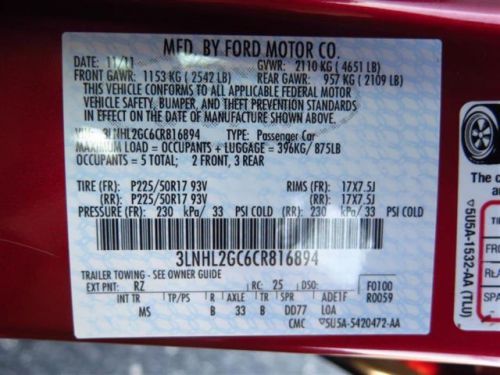 MFD. BY FORD MOTOR CO.
DATE: 11/11 GVWR: 2110 KG ( 4651 LB)
FRONT GAWR: 1153 KG ( 2542 LB) REAR GAWR: 957 KG ( 2109 LB)
THIS VEHICLE CONFORMS TO ALL APPLICABLE FEDERAL MOTOR
VEHICLE SAFETY, BUMPER, AND THEFT PREVENTION STANDARDS
IN EFFECT ON THE DATE OF MANUFACTURE SHOWN ABOVE.
VIN: 3LNHL2GC6CR816894 TYPE: Passenger Car
MAXIMUM LOAD = OCCUPANTS + LUGGAGE = 396KG/ 875LB
OCCUPANTS = 5 TOTAL; 2 FRONT, 3 REAR
TIRE (FR): P225/50R17 93V RIMS (FR): 17X7.5J
(RR): P225/50R17 93V (RR): 17X7.5J
PRESSURE (FR): 230 kPa/ 33 PSI COLD (RR): 230 kPa/ 33 PSI COLD
3LNHL2GC6CR816894
TRAILER TOWING - SEE OWNER GUIDE
EXT PNT: RZ RC: 25 DSO: F0100
INT TR TP/PS R AXLE TR SPR ADE1F R0059
MS B 33 B DD77 LOA
CMC ▽5U5A-5420472-AA
▽5U5A-1532-AA (TLU)